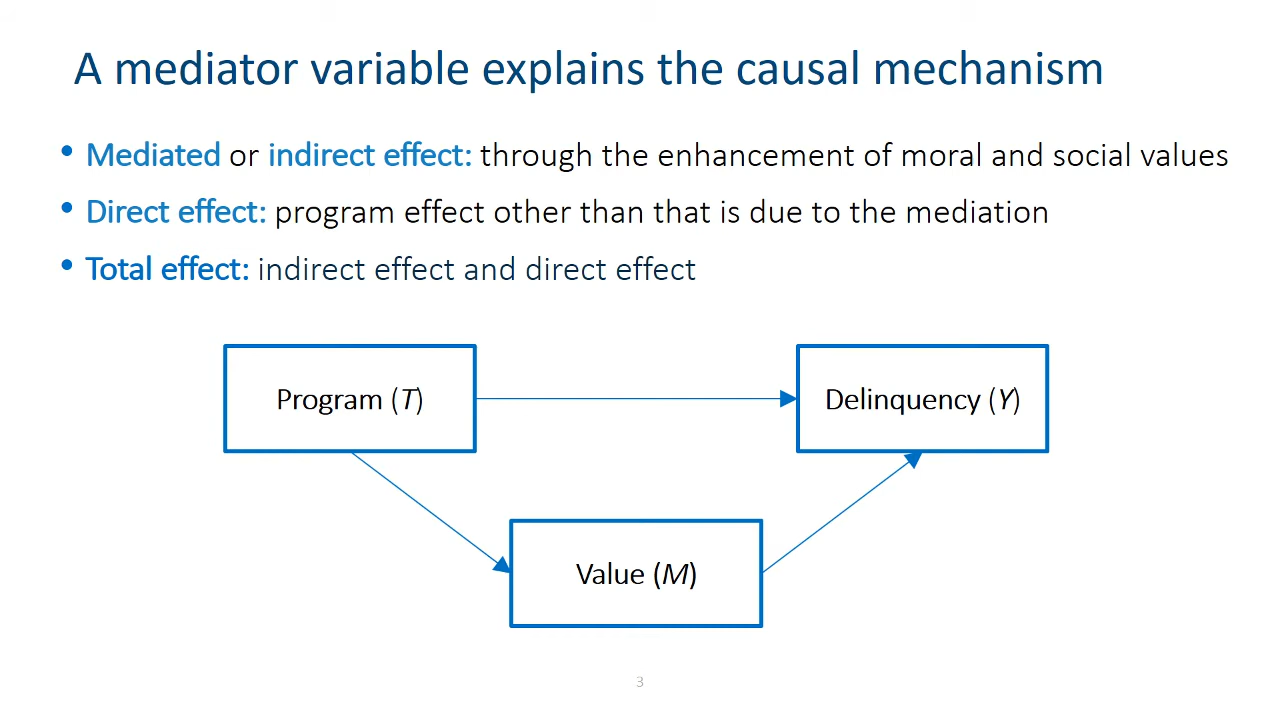 A mediator variable explains the causal mechanism
• Mediated or indirect effect: through the enhancement of moral and social values
• Direct effect: program effect other than that is due to the mediation
• Total effect: indirect effect and direct effect
Program (T)
Delinquency (Y)
Value (M)
3